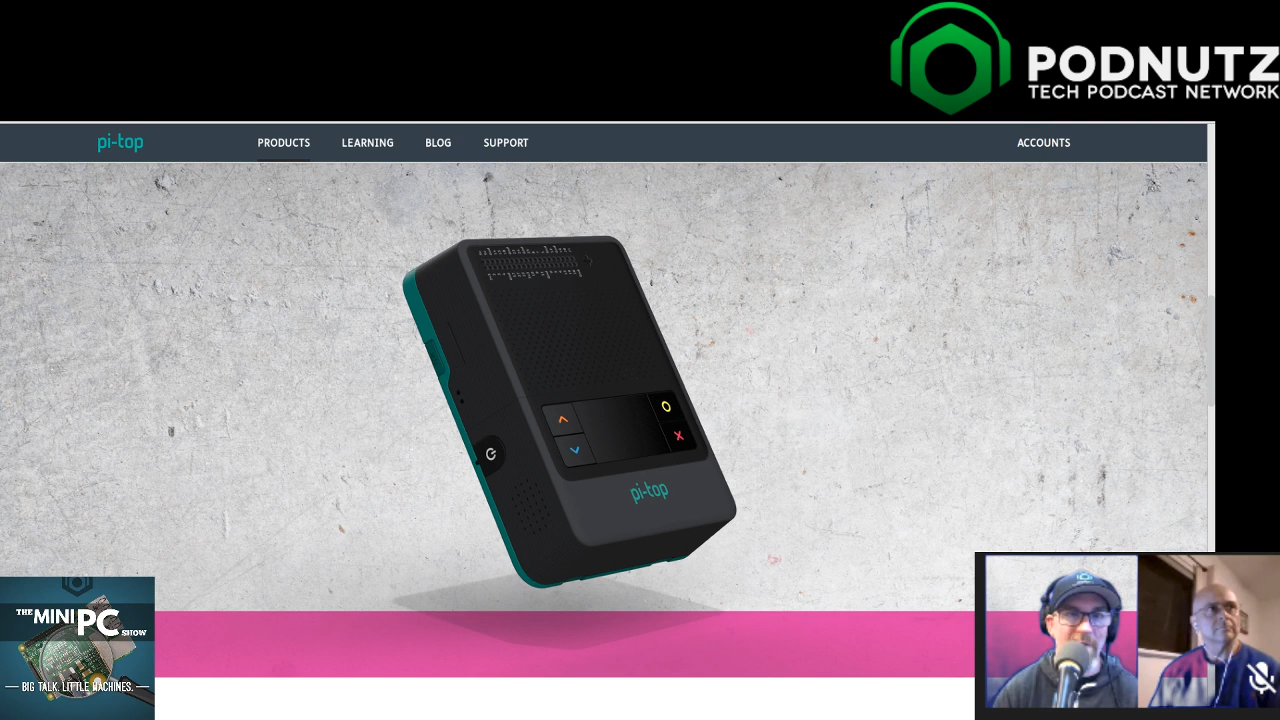 PODNUTZ
TECH PODCAST NETWORK
pi-top
PRODUCTS
LEARNING
BLOG
SUPPORT
ACCOUNTS
pi-top
THE MINI PC SHOW
BIG TALK. LITTLE MACHINES.